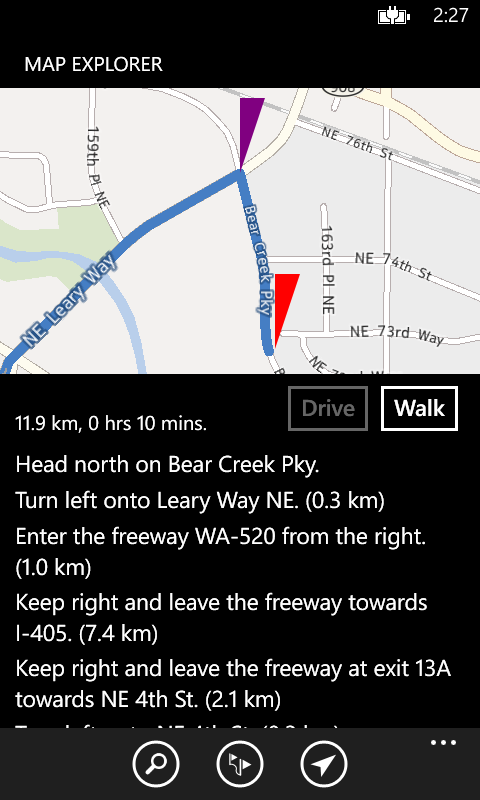 2:27
MAP EXPLORER
908
NE 76th St
159th Pl NE
Bear Creek Pky
163rd Pl NE
NE 74th St
NE Leary Way
NE 73rd Way
11.9 km, 0 hrs 10 mins.
Drive
Walk
Head north on Bear Creek Pky.
Turn left onto Leary Way NE. (0.3 km)
Enter the freeway WA-520 from the right.
(1.0 km)
Keep right and leave the freeway towards
I-405. (7.4 km)
Keep right and leave the freeway at exit 13A
towards NE 4th St. (2.1 km)